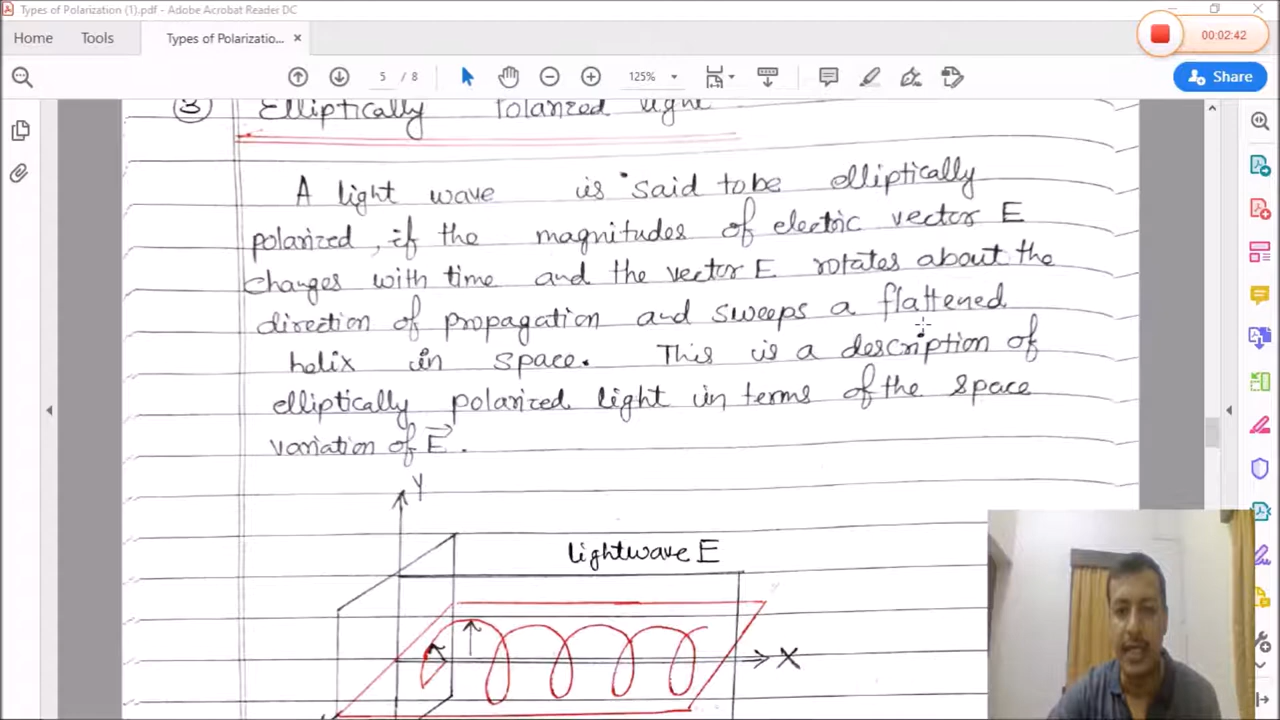 Types of Polarization (1).pdf - Adobe Acrobat Reader DC
00:02:42
Home Tools Types of Polarizatio... ×
5 / 8 125% Share
3 Elliptically Polarized light
A light wave is said to be elliptically
polarized, if the magnitudes of electric vector E
changes with time and the vector E rotates about the
direction of propagation and sweeps a flattened
helix in space. This is a description of
elliptically polarized light in terms of the space
variation of E.
Y
lightwave E
X